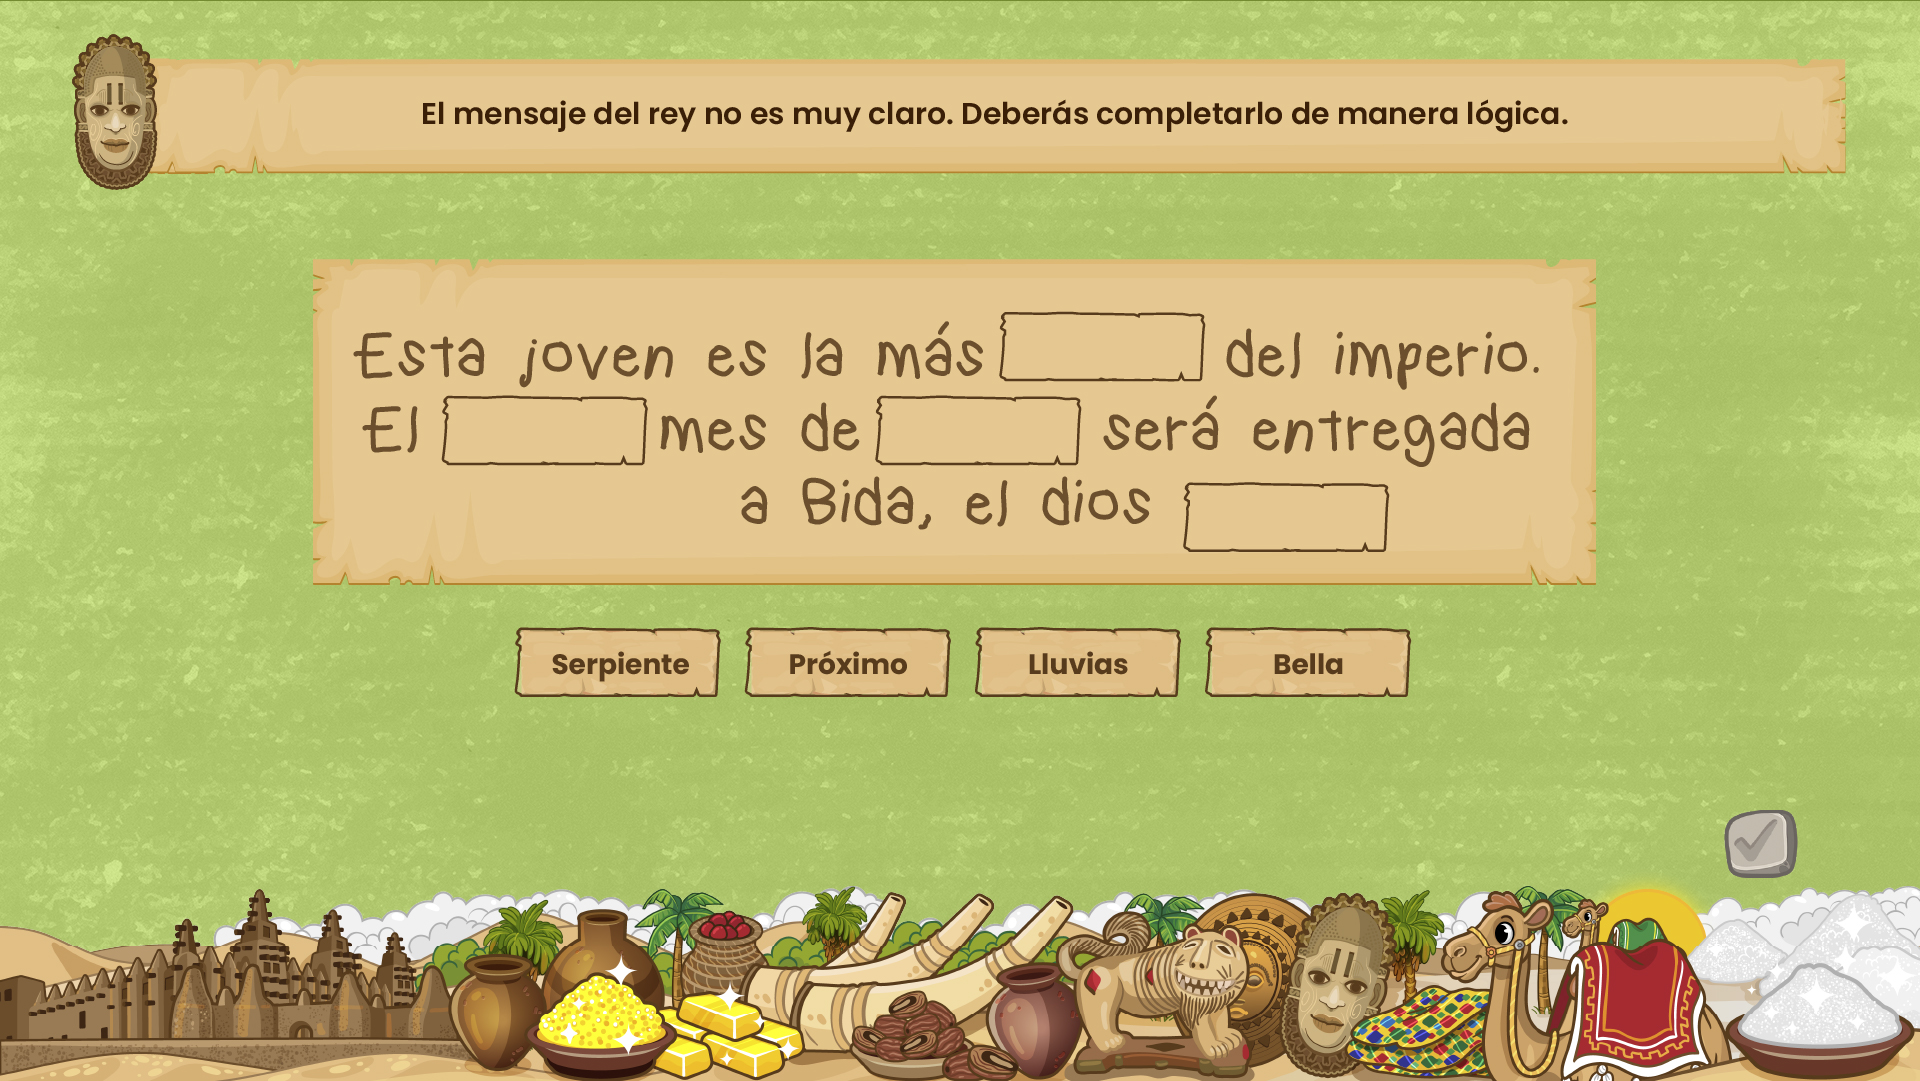 El mensaje del rey no es muy claro. Deberás completarlo de manera lógica.
Esta joven es la más del imperio.
El mes de será entregada
a Bida, el dios
Serpiente Próximo Lluvias Bella